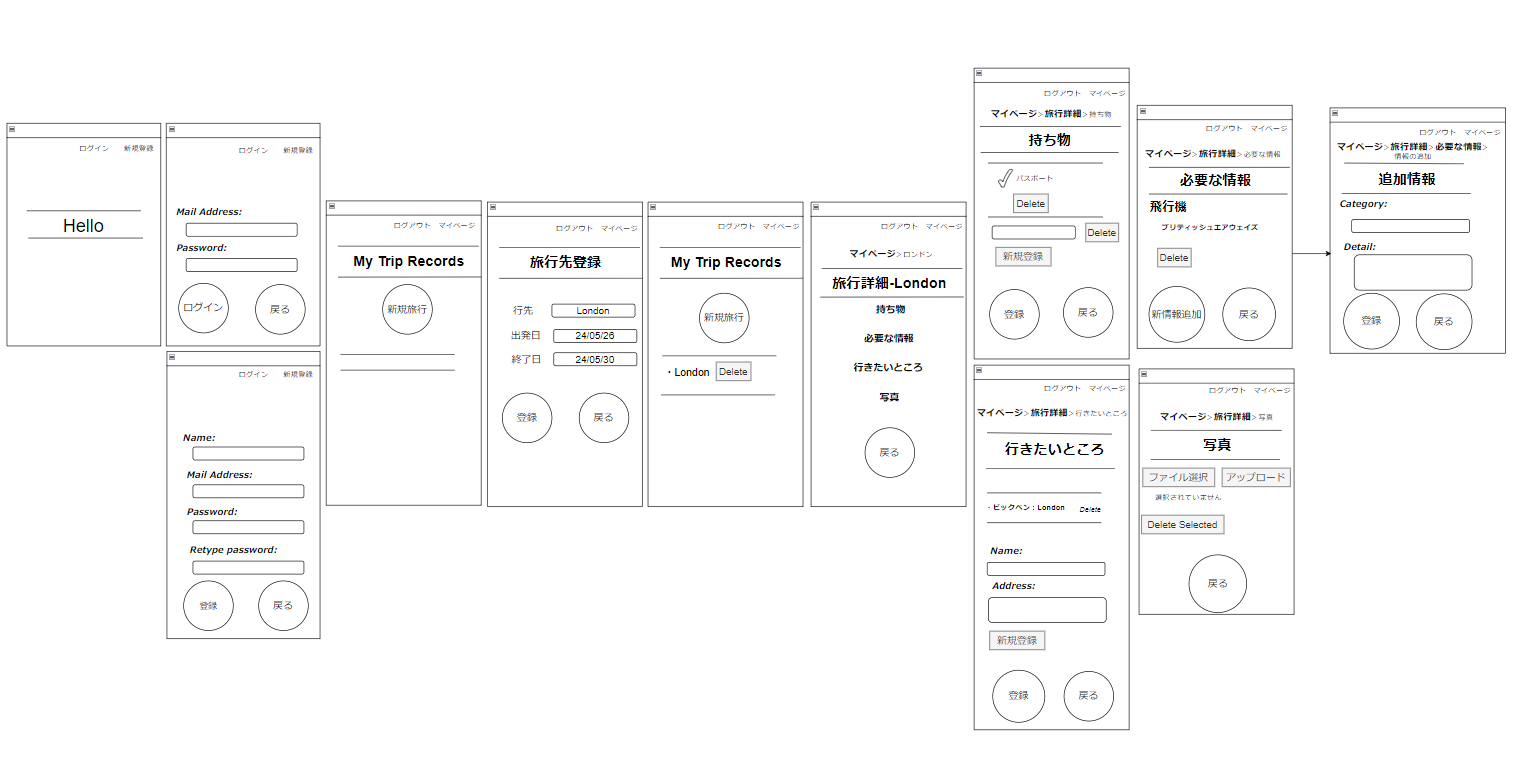 ログイン 新規登録
Hello
ログイン 新規登録
Mail Address:
Password:
ログイン 戻る
ログイン 新規登録
Name:
Mail Address:
Password:
Retype password:
登録 戻る
ログアウト マイページ
My Trip Records
新規旅行
ログアウト マイページ
旅行先登録
行先 London
出発日 24/05/26
終了日 24/05/30
登録 戻る
ログアウト マイページ
My Trip Records
新規旅行
・London Delete
ログアウト マイページ
マイページ>ロンドン
旅行詳細-London
持ち物
必要な情報
行きたいところ
写真
戻る
ログアウト マイページ
マイページ>旅行詳細>持ち物
持ち物
パスポート
Delete
Delete
新規登録
登録 戻る
ログアウト マイページ
マイページ>旅行詳細>行きたいところ
行きたいところ
・ビックベン：London Delete
Name:
Address:
新規登録
登録 戻る
ログアウト マイページ
マイページ>旅行詳細>必要な情報
必要な情報
飛行機
ブリティッシュエアウェイズ
Delete
新情報追加 戻る
ログアウト マイページ
マイページ>旅行詳細>写真
写真
ファイル選択 アップロード
選択されていません
Delete Selected
戻る
ログアウト マイページ
マイページ>旅行詳細>必要な情報>
情報の追加
追加情報
Category:
Detail:
登録 戻る